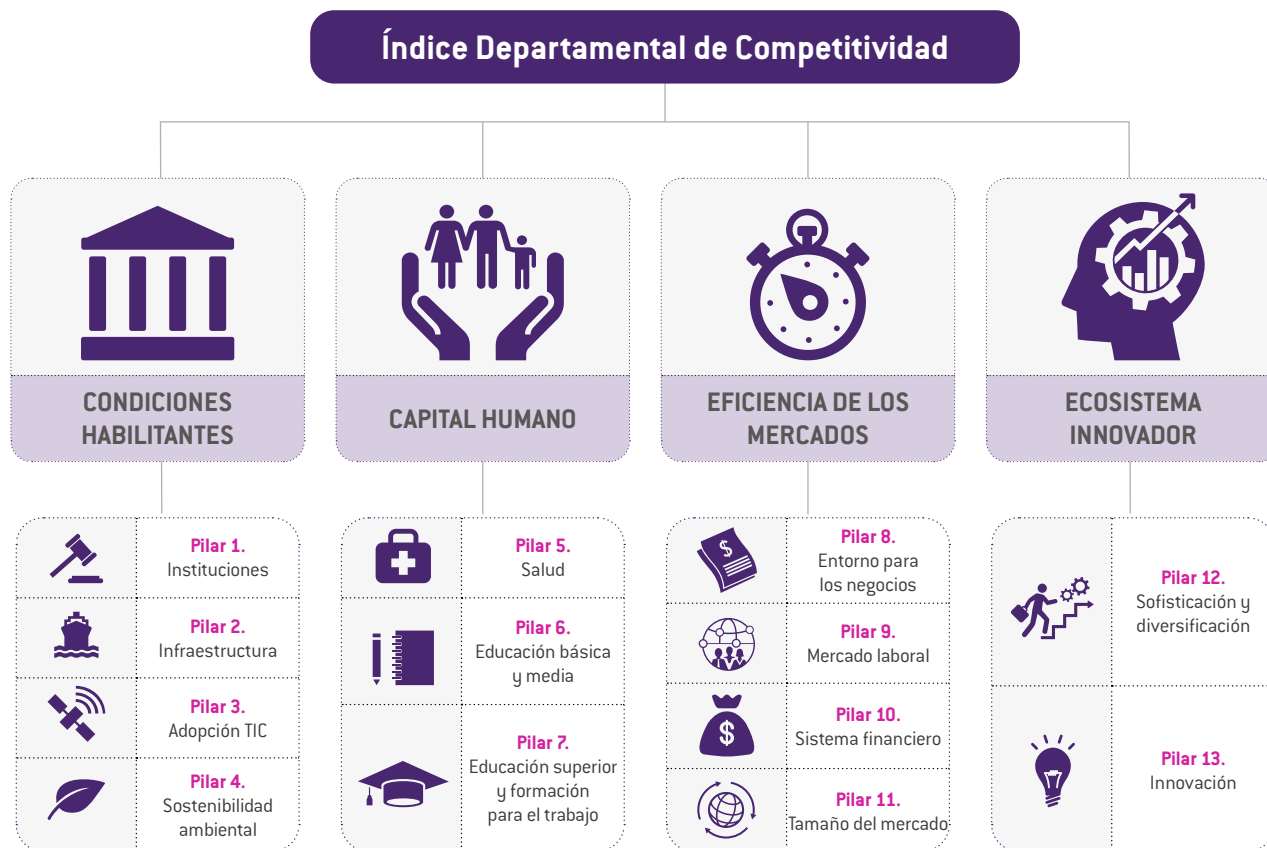 Índice Departamental de Competitividad
CONDICIONES
HABILITANTES
CAPITAL HUMANO
EFICIENCIA DE LOS
MERCADOS
ECOSISTEMA
INNOVADOR
Pilar 1.
Instituciones
Pilar 2.
Infraestructura
Pilar 3.
Adopción TIC
Pilar 4.
Sostenibilidad
ambiental
Pilar 5.
Salud
Pilar 6.
Educación básica
y media
Pilar 7.
Educación superior
y formación
para el trabajo
$
Pilar 8.
Entorno para
los negocios
Pilar 9.
Mercado laboral
$
Pilar 10.
Sistema financiero
Pilar 11.
Tamaño del mercado
Pilar 12.
Sofisticación y
diversificación
Pilar 13.
Innovación